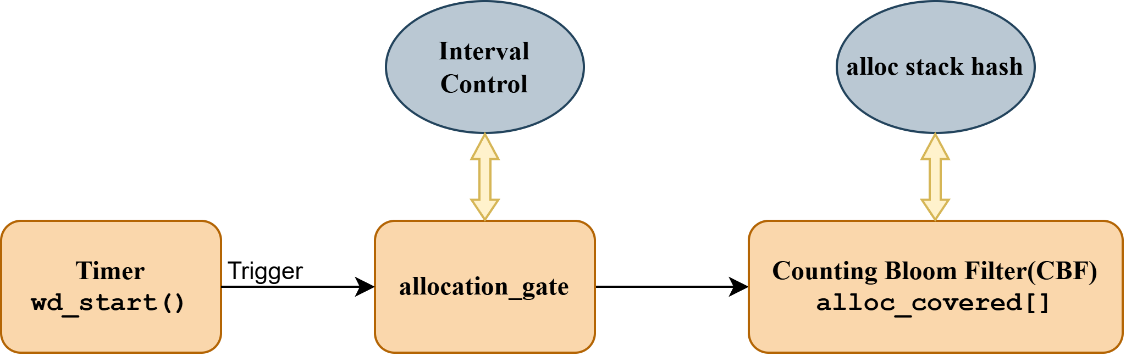 Interval
Control
alloc stack hash
Timer
wd_start()
Trigger
allocation_gate
Counting Bloom Filter(CBF)
alloc_covered[]